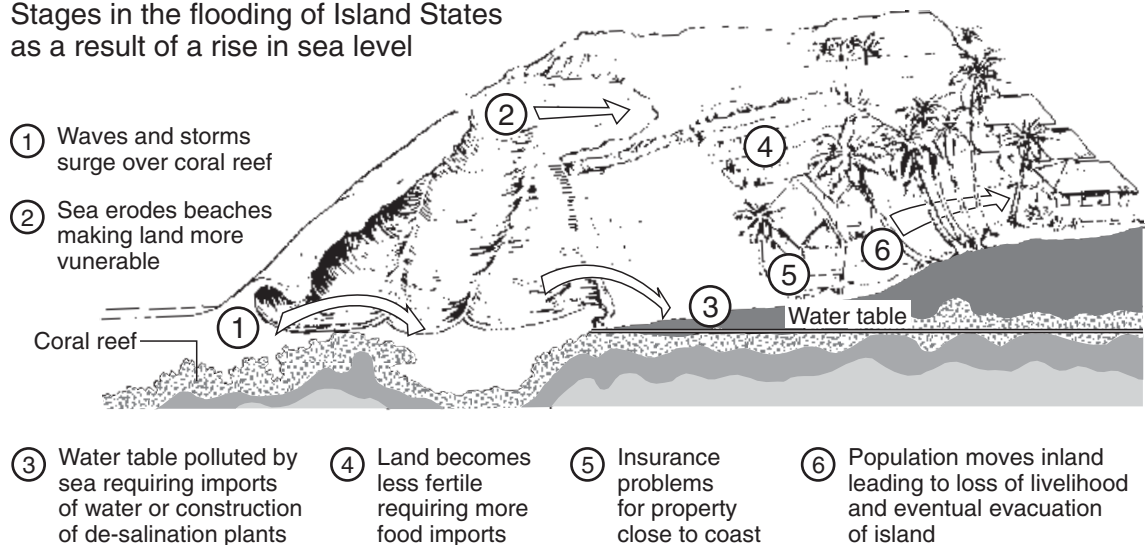 Stages in the flooding of Island States
as a result of a rise in sea level
1 Waves and storms
surge over coral reef
2 Sea erodes beaches
making land more
vunerable
2
4
6
5
3
1
Water table
Coral reef
3 Water table polluted by
sea requiring imports
of water or construction
of de-salination plants
4 Land becomes
less fertile
requiring more
food imports
5 Insurance
problems
for property
close to coast
6 Population moves inland
leading to loss of livelihood
and eventual evacuation
of island